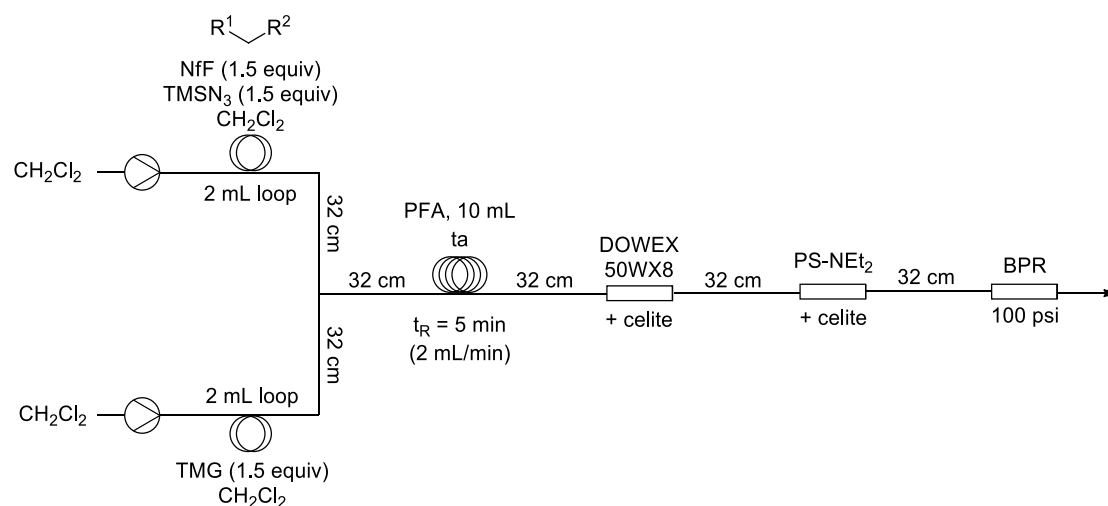 R¹ R²
NfF (1.5 equiv)
TMSN₃ (1.5 equiv)
CH₂Cl₂
CH₂Cl₂
2 mL loop
32 cm
PFA, 10 mL
ta
32 cm
32 cm
tR = 5 min
(2 mL/min)
DOWEX
50WX8
+ celite
32 cm
PS-NEt₂
+ celite
32 cm
BPR
100 psi
32 cm
2 mL loop
CH₂Cl₂
TMG (1.5 equiv)
CH₂Cl₂